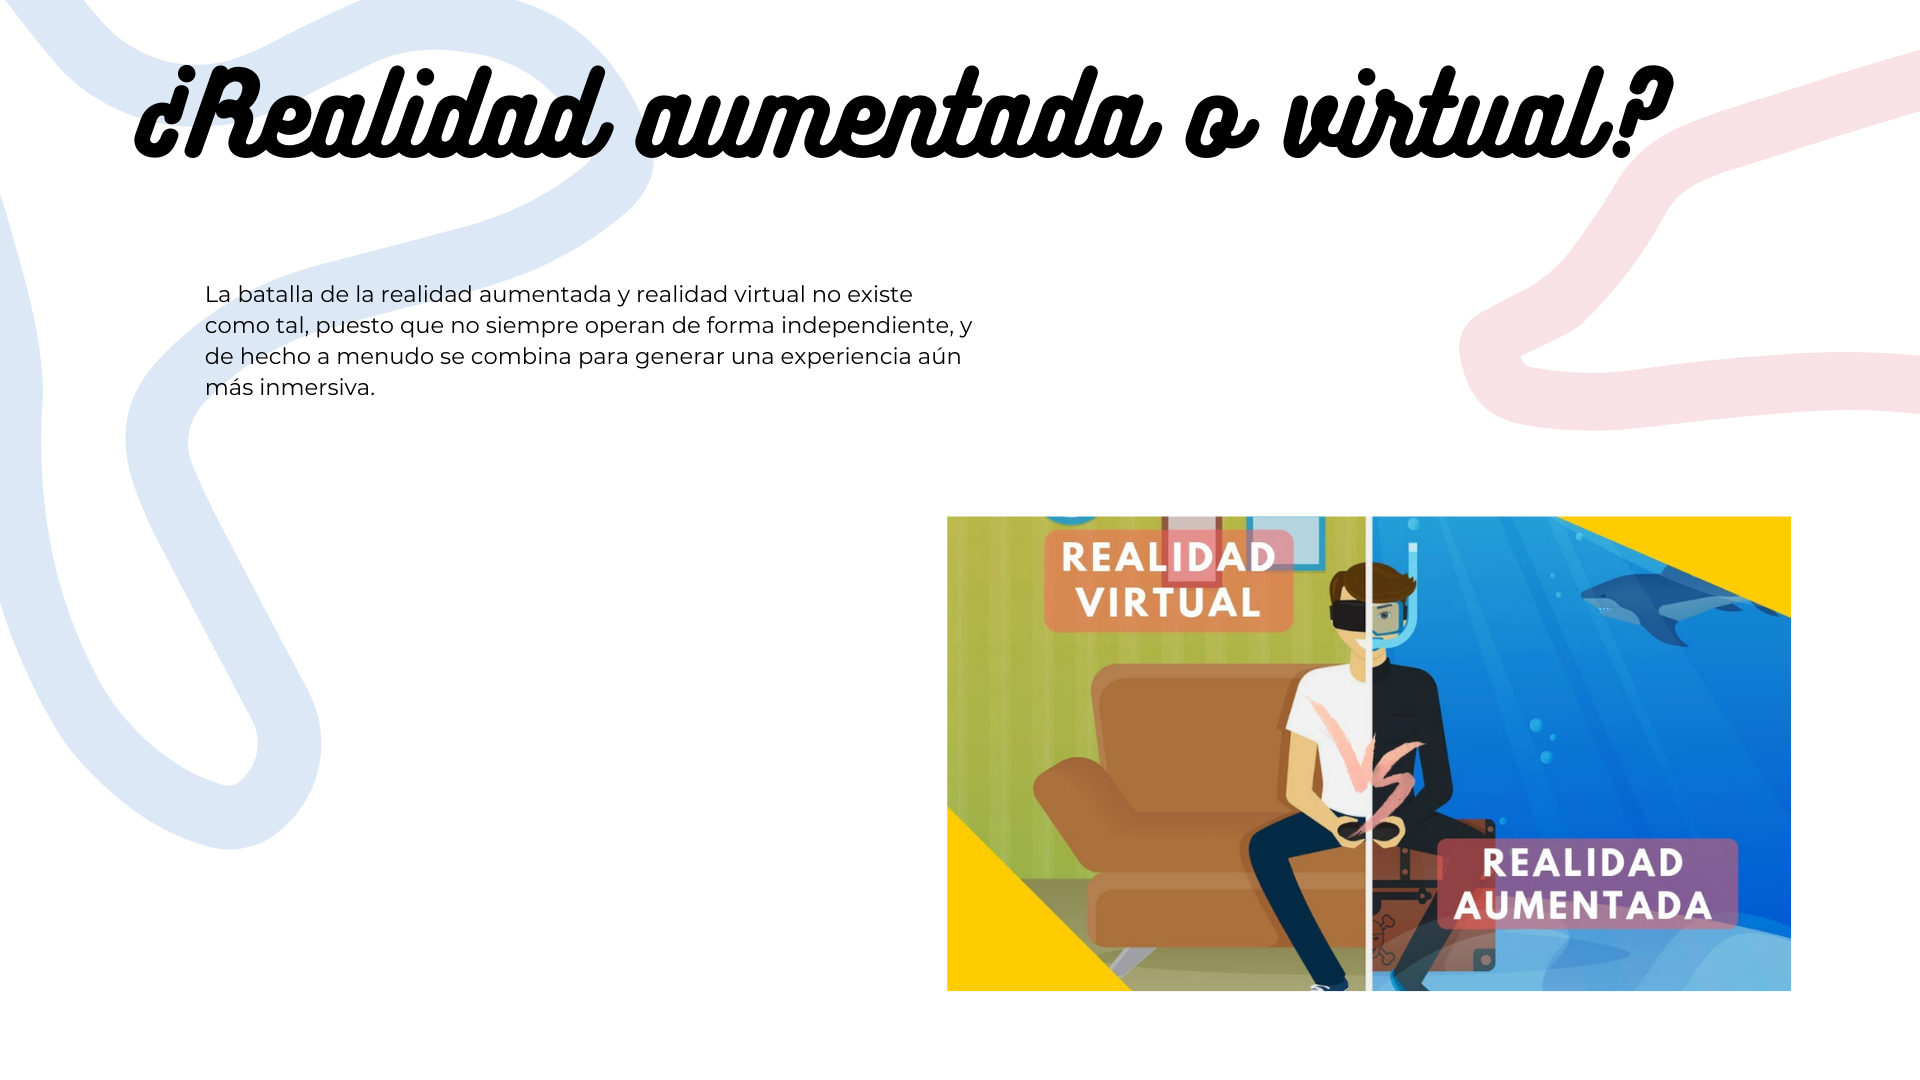 ¿Realidad aumentada o virtual?
La batalla de la realidad aumentada y realidad virtual no existe
como tal, puesto que no siempre operan de forma independiente, y
de hecho a menudo se combina para generar una experiencia aún
más inmersiva.
REALIDAD
VIRTUAL
VS
REALIDAD
AUMENTADA